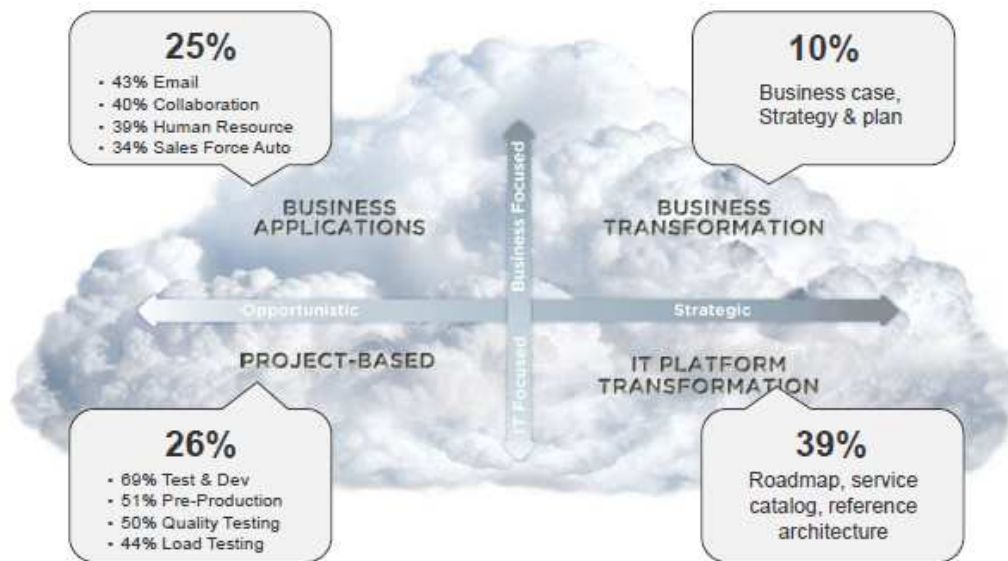 25%
• 43% Email
• 40% Collaboration
• 39% Human Resource
• 34% Sales Force Auto
10%
Business case,
Strategy & plan
BUSINESS
APPLICATIONS
Business Focused
BUSINESS
TRANSFORMATION
Opportunistic
Strategic
PROJECT-BASED
IT Focused
IT PLATFORM
TRANSFORMATION
26%
• 69% Test & Dev
• 51% Pre-Production
• 50% Quality Testing
• 44% Load Testing
39%
Roadmap, service
catalog, reference
architecture